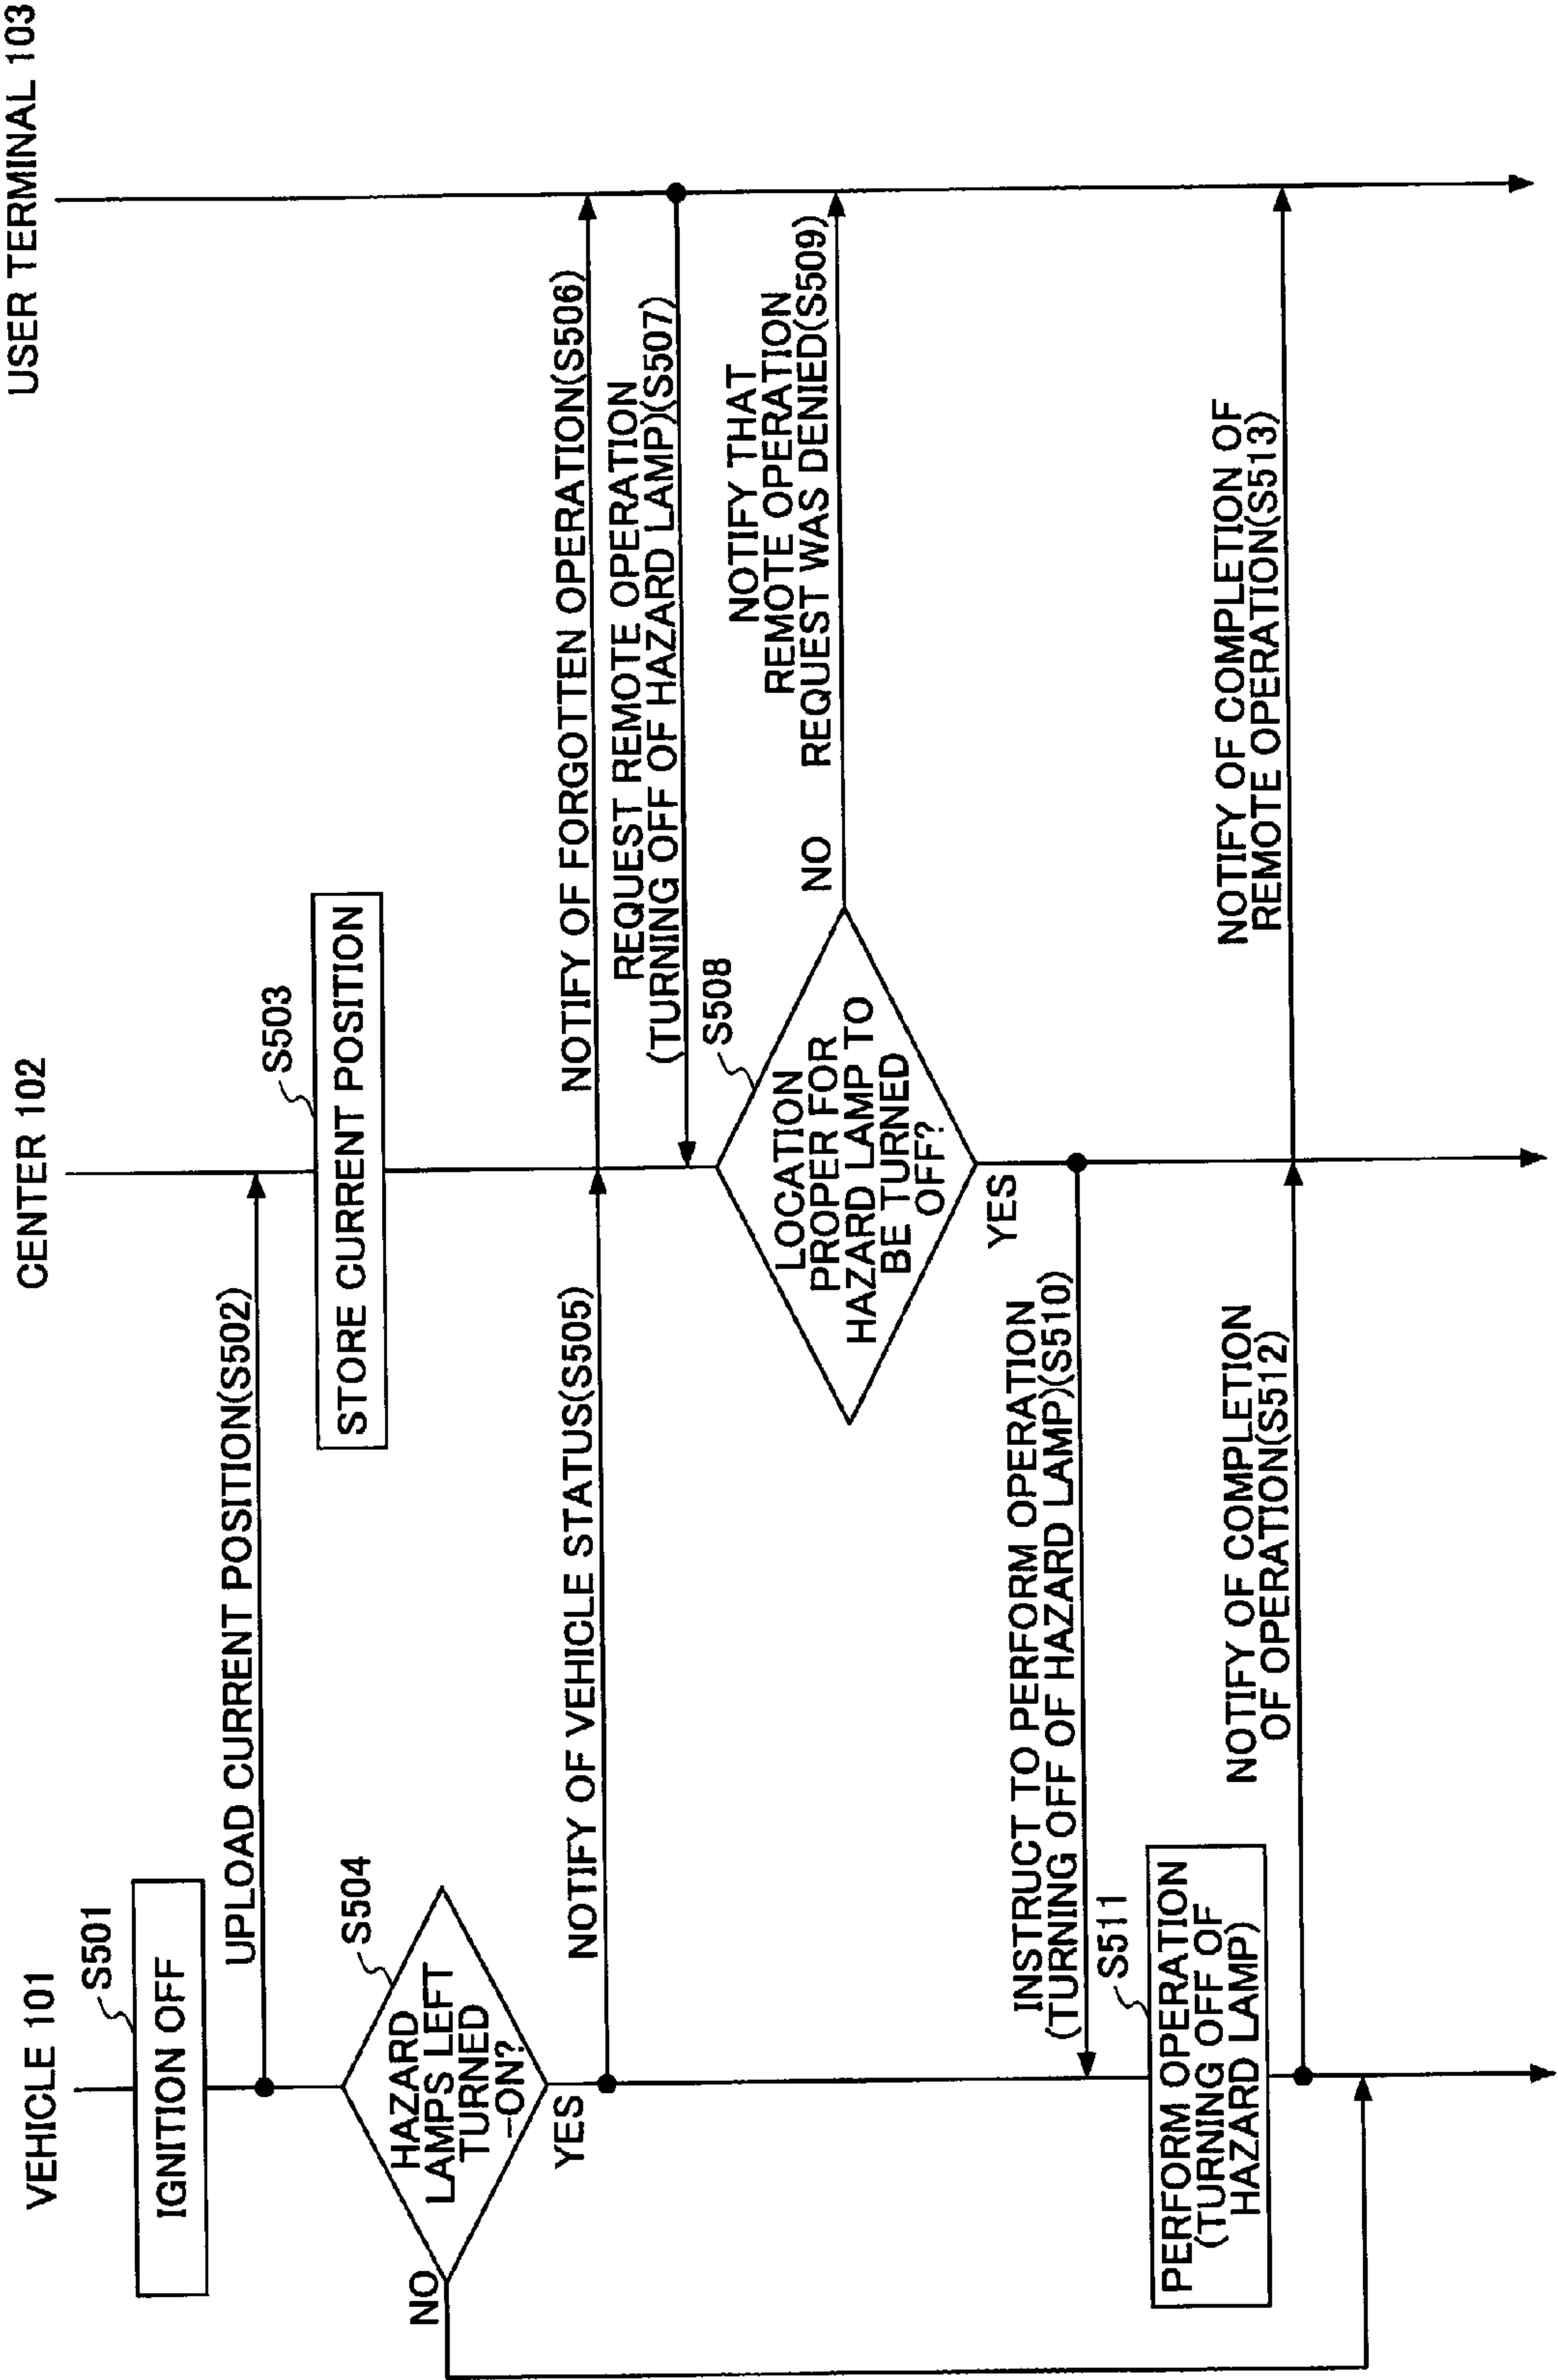 VEHICLE 101
CENTER 102
USER TERMINAL 103
S501
IGNITION OFF
UPLOAD CURRENT POSITION(S502)
S503
STORE CURRENT POSITION
S504
HAZARD
LAMPS LEFT
TURNED
-ON?
NO
YES
NOTIFY OF VEHICLE STATUS(S505)
NOTIFY OF FORGOTTEN OPERATION(S506)
REQUEST REMOTE OPERATION
(TURNING OFF OF HAZARD LAMP)(S507)
S508
LOCATION
PROPER FOR
HAZARD LAMP TO
BE TURNED
OFF?
NO
YES
NOTIFY THAT
REMOTE OPERATION
REQUEST WAS DENIED(S509)
INSTRUCT TO PERFORM OPERATION
(TURNING OFF OF HAZARD LAMP)(S510)
S511
PERFORM OPERATION
(TURNING OFF OF
HAZARD LAMP)
NOTIFY OF COMPLETION
OF OPERATION(S512)
NOTIFY OF COMPLETION OF
REMOTE OPERATION(S513)